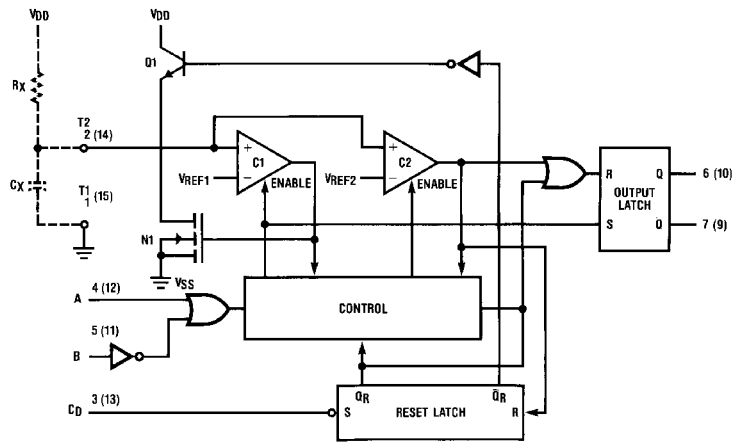 VDD
VDD
Q1
RX
T2
2 (14)
CX
T1
1 (15)
+
C1
−
VREF1
ENABLE
+
C2
−
VREF2
ENABLE
R
Q
OUTPUT
LATCH
S
Q̅
6 (10)
7 (9)
N1
VSS
A
4 (12)
5 (11)
B
CONTROL
CD
3 (13)
S
QR
Q̅R
RESET LATCH
R